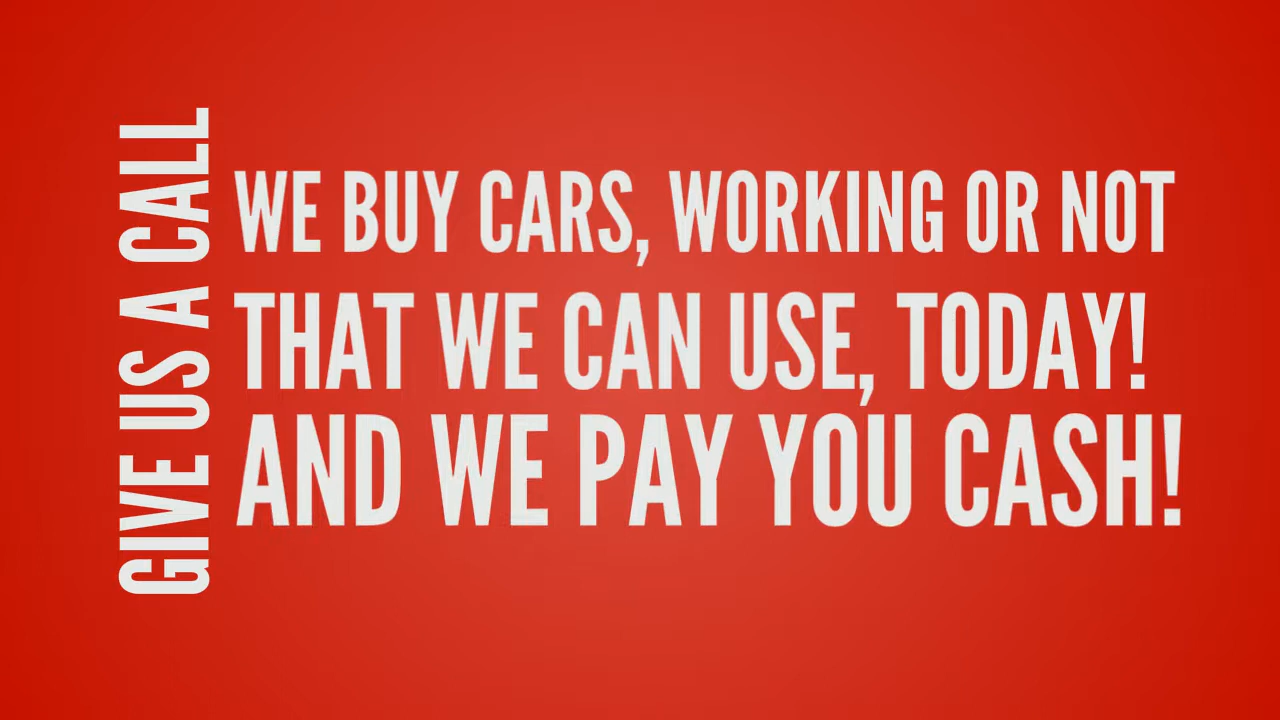 GIVE US A CALL
WE BUY CARS, WORKING OR NOT
THAT WE CAN USE, TODAY!
AND WE PAY YOU CASH!